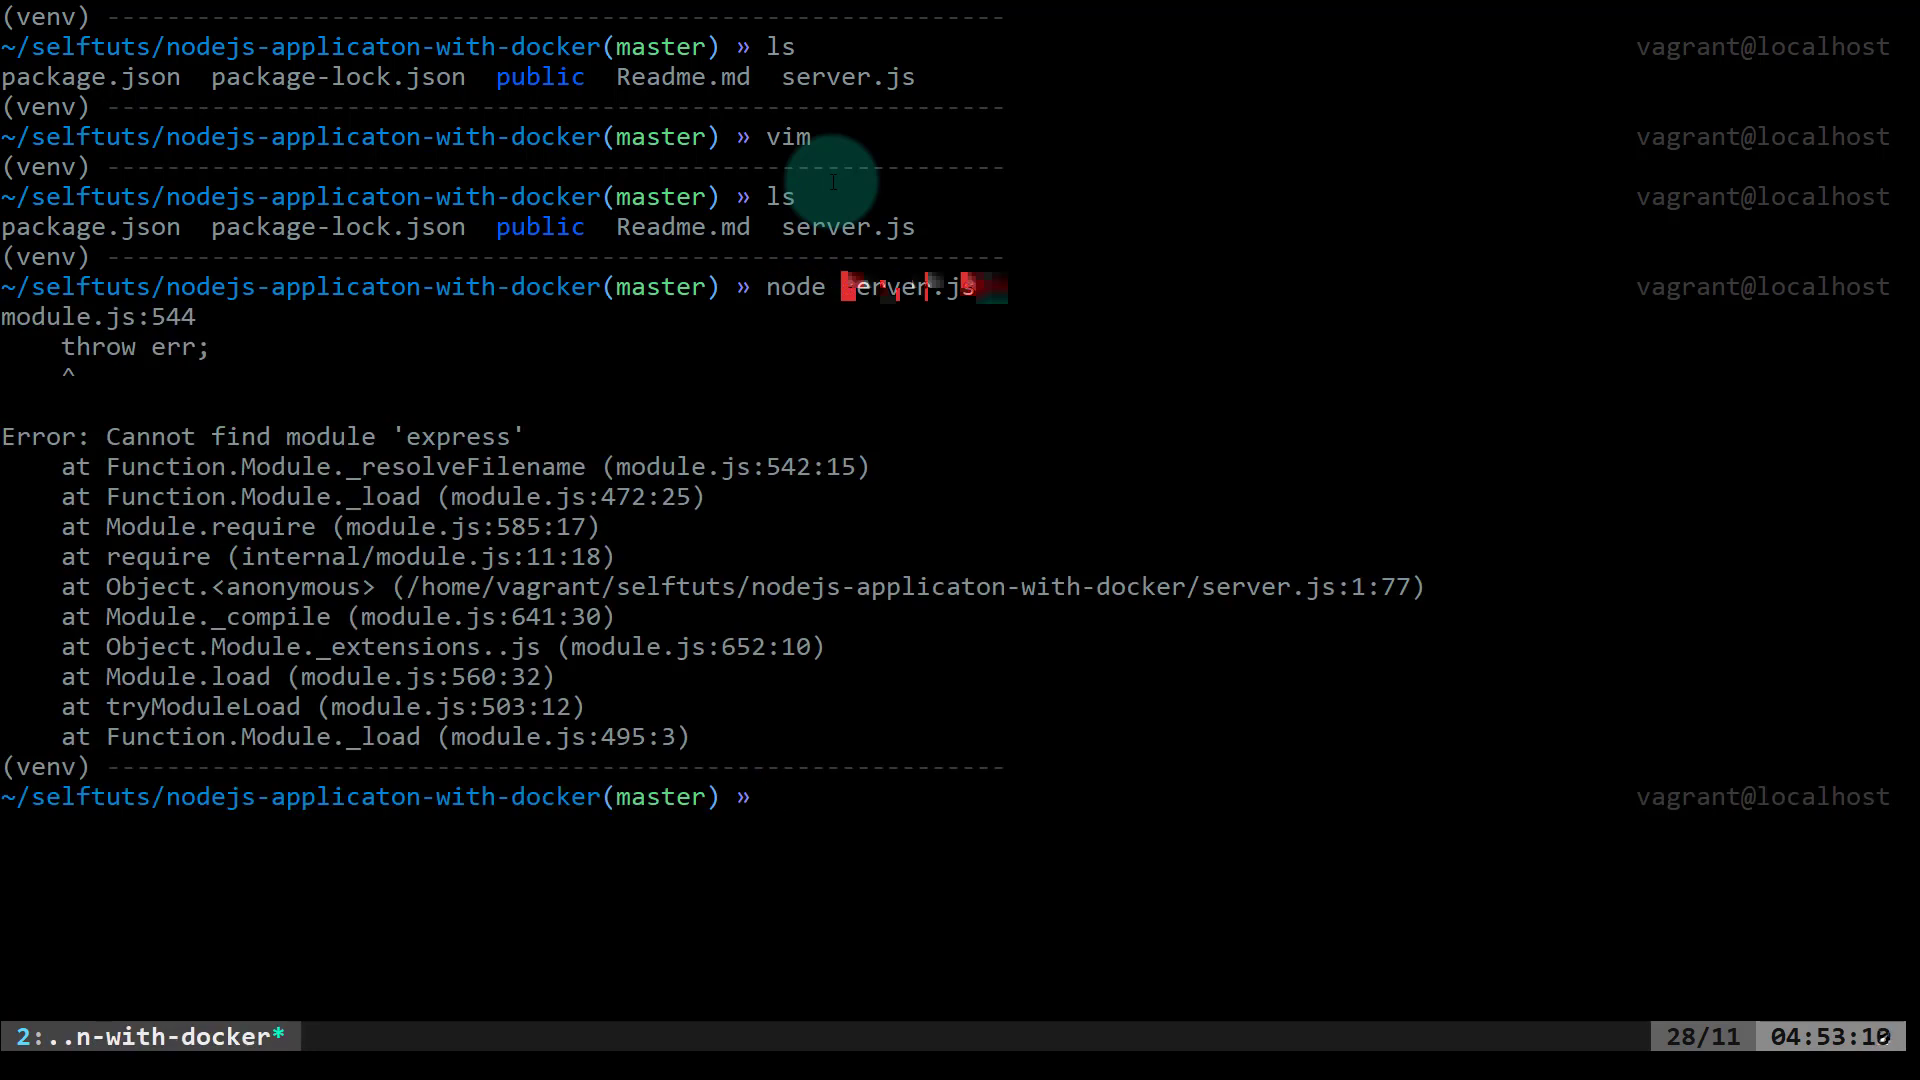 (venv) ------------------------------------------------------------
~/selftuts/nodejs-applicaton-with-docker(master) » ls vagrant@localhost
package.json package-lock.json public Readme.md server.js
(venv) ------------------------------------------------------------
~/selftuts/nodejs-applicaton-with-docker(master) » vim vagrant@localhost
(venv) ------------------------------------------------------------
~/selftuts/nodejs-applicaton-with-docker(master) » ls vagrant@localhost
package.json package-lock.json public Readme.md server.js
(venv) ------------------------------------------------------------
~/selftuts/nodejs-applicaton-with-docker(master) » node server.js vagrant@localhost
module.js:544
    throw err;
    ^
Error: Cannot find module 'express'
    at Function.Module._resolveFilename (module.js:542:15)
    at Function.Module._load (module.js:472:25)
    at Module.require (module.js:585:17)
    at require (internal/module.js:11:18)
    at Object.<anonymous> (/home/vagrant/selftuts/nodejs-applicaton-with-docker/server.js:1:77)
    at Module._compile (module.js:641:30)
    at Object.Module._extensions..js (module.js:652:10)
    at Module.load (module.js:560:32)
    at tryModuleLoad (module.js:503:12)
    at Function.Module._load (module.js:495:3)
(venv) ------------------------------------------------------------
~/selftuts/nodejs-applicaton-with-docker(master) » vagrant@localhost
2:..n-with-docker* 28/11 04:53:10